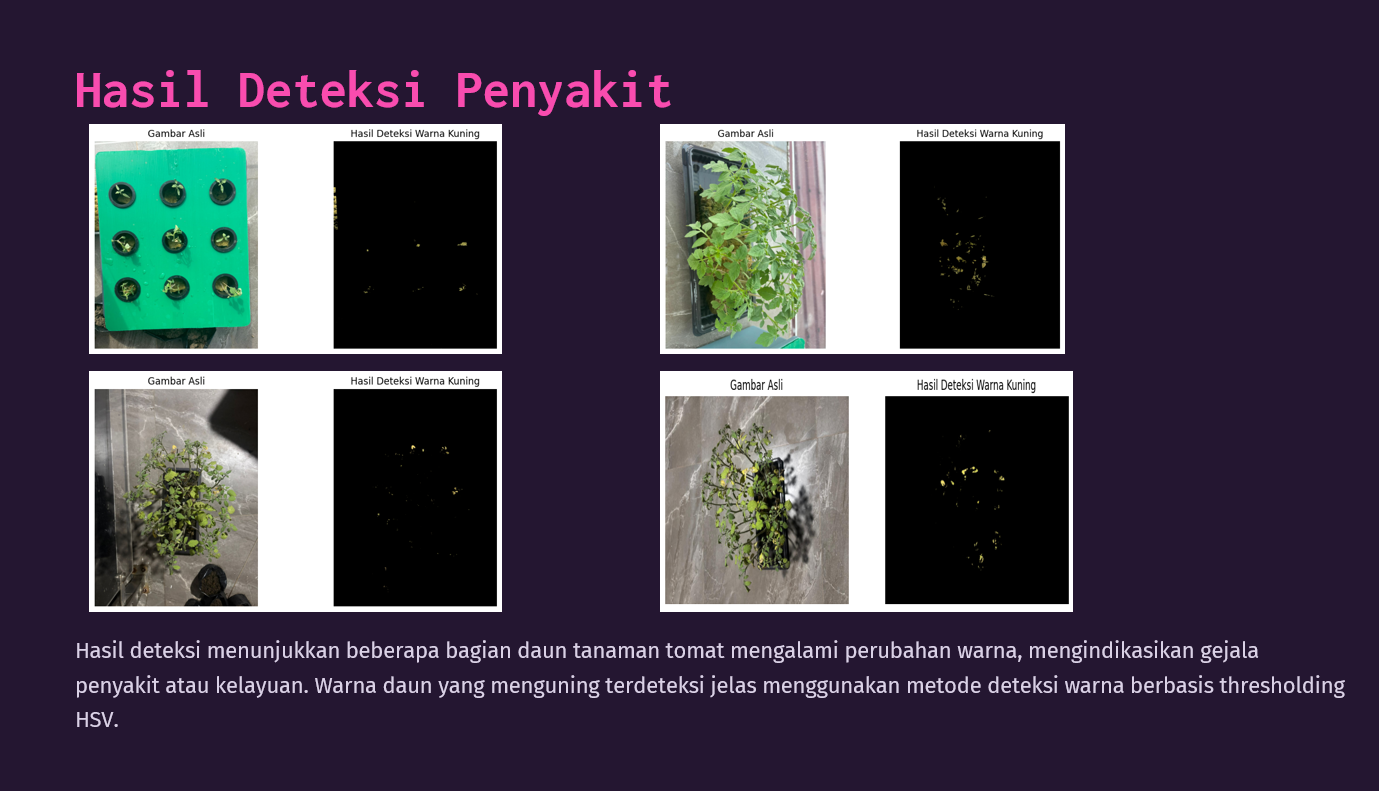 Hasil Deteksi Penyakit
Gambar Asli
Hasil Deteksi Warna Kuning
Gambar Asli
Hasil Deteksi Warna Kuning
Gambar Asli
Hasil Deteksi Warna Kuning
Gambar Asli
Hasil Deteksi Warna Kuning
Hasil deteksi menunjukkan beberapa bagian daun tanaman tomat mengalami perubahan warna, mengindikasikan gejala
penyakit atau kelayuan. Warna daun yang menguning terdeteksi jelas menggunakan metode deteksi warna berbasis thresholding
HSV.